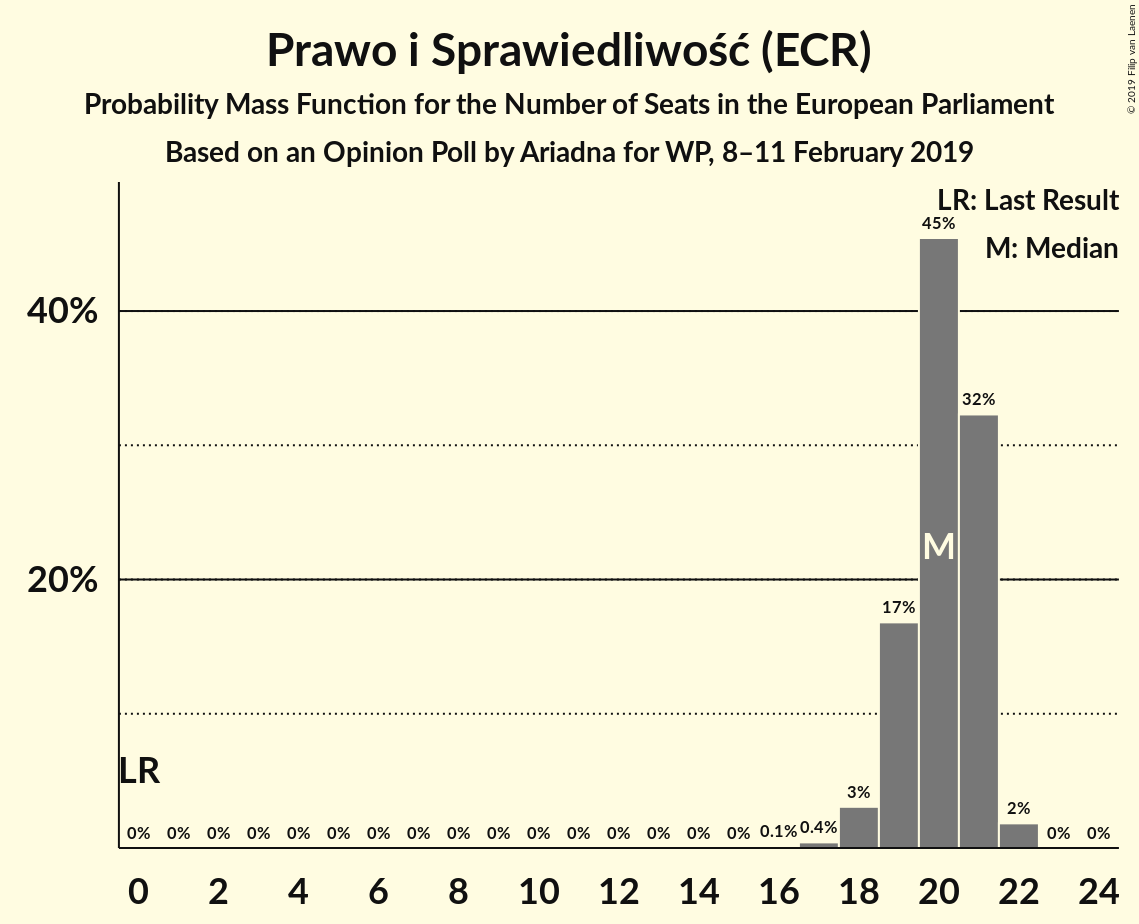 Prawo i Sprawiedliwość (ECR)
Probability Mass Function for the Number of Seats in the European Parliament
Based on an Opinion Poll by Ariadna for WP, 8–11 February 2019
© 2019 Filip van Laenen
LR: Last Result
M: Median
45%
40%
32%
M
20%
17%
LR
3%
2%
0% 0% 0% 0% 0% 0% 0% 0% 0% 0% 0% 0% 0% 0% 0% 0% 0.1% 0.4% 0% 0%
0 2 4 6 8 10 12 14 16 18 20 22 24